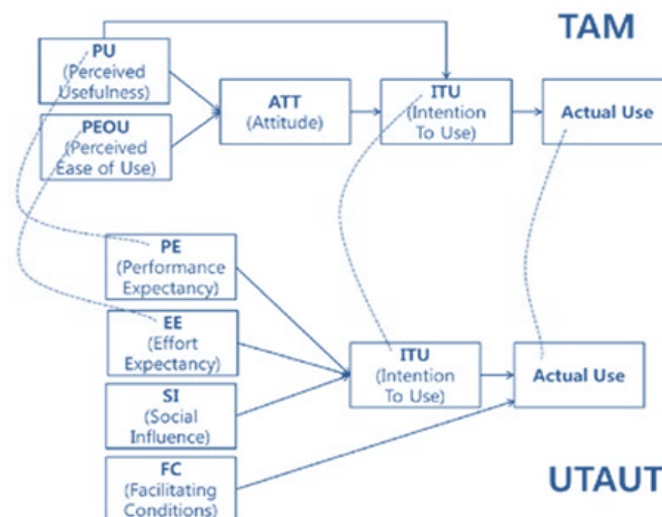 TAM
PU
(Perceived
Usefulness)
PEOU
(Perceived
Ease of Use)
ATT
(Attitude)
ITU
(Intention
To Use)
Actual Use
PE
(Performance
Expectancy)
EE
(Effort
Expectancy)
SI
(Social
Influence)
FC
(Facilitating
Conditions)
ITU
(Intention
To Use)
Actual Use
UTAUT